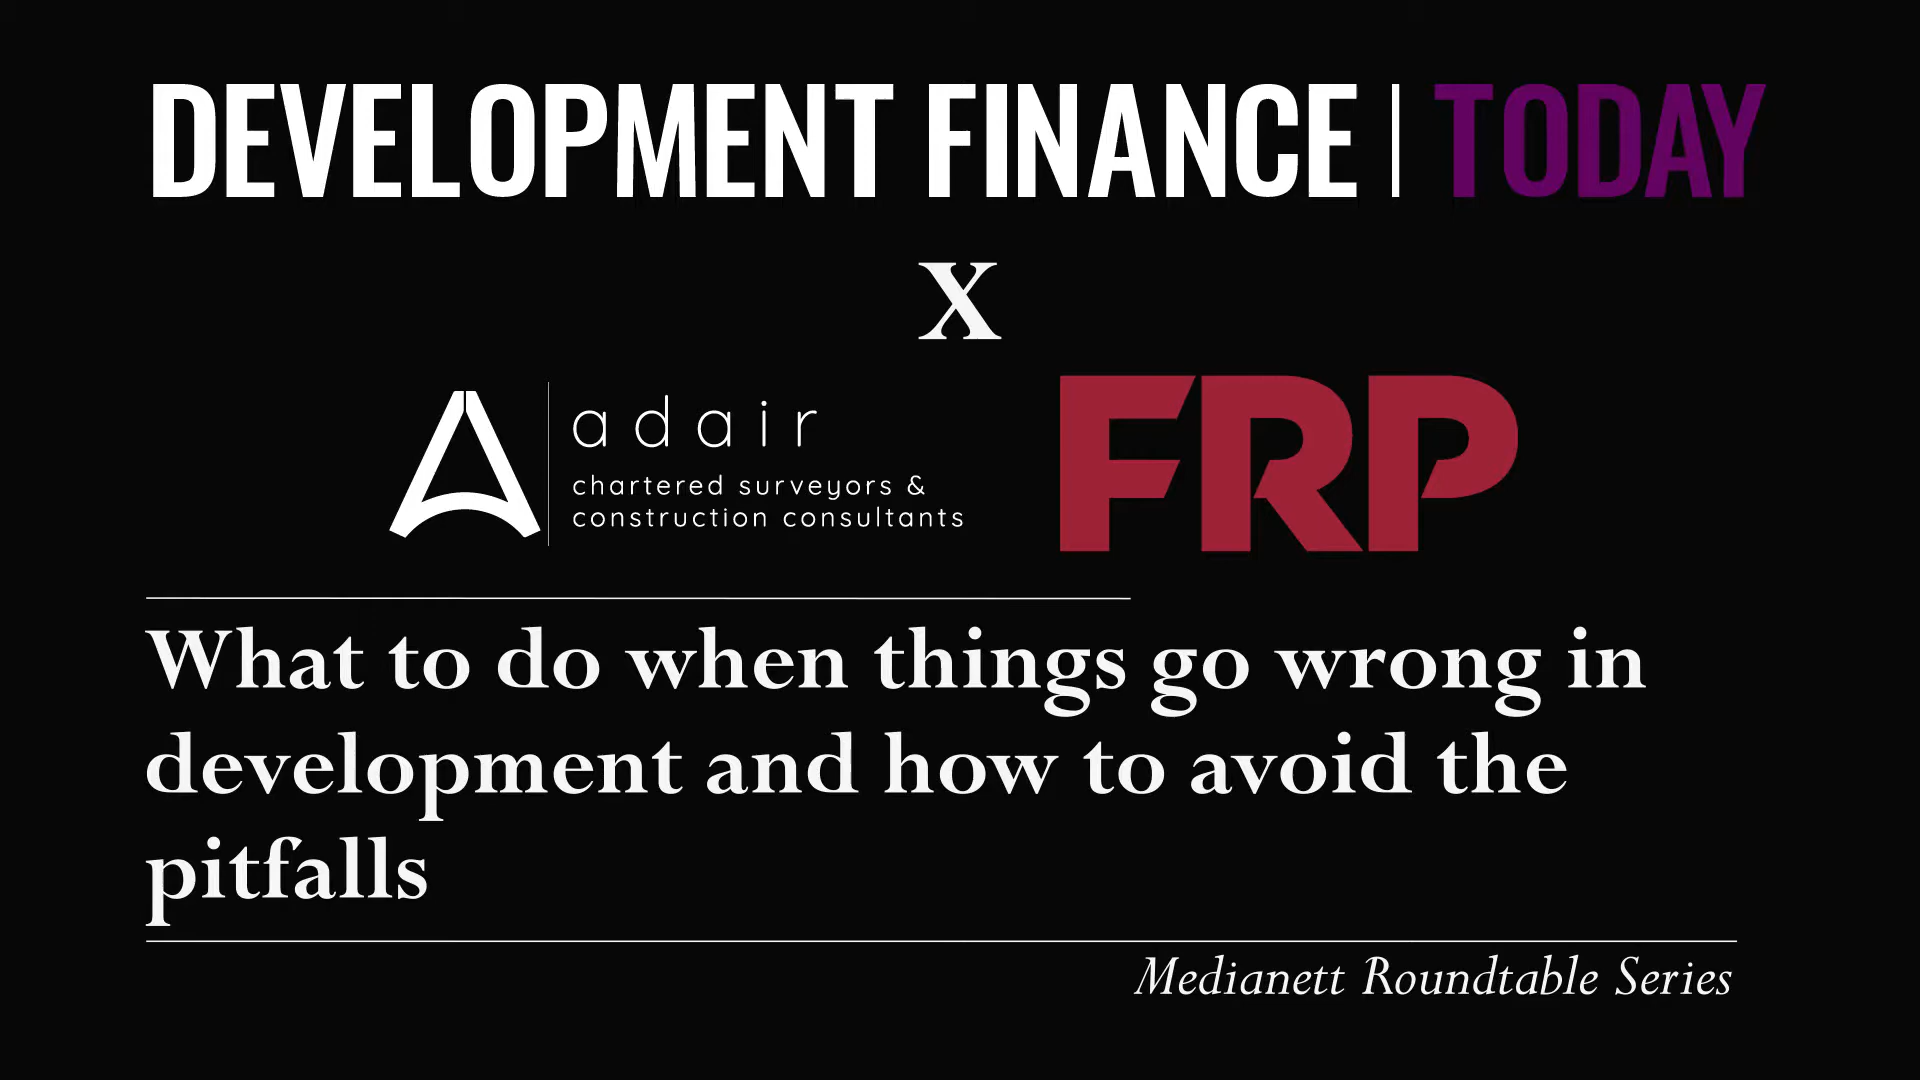 DEVELOPMENT FINANCE | TODAY
X
adair
chartered surveyors &
construction consultants
FRP
What to do when things go wrong in
development and how to avoid the
pitfalls
Medianett Roundtable Series